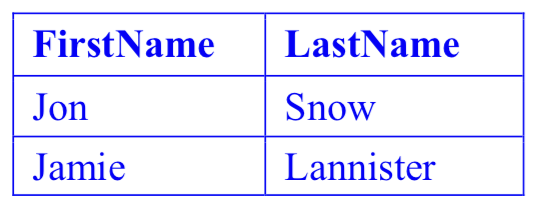 FirstName LastName
Jon Snow
Jamie Lannister